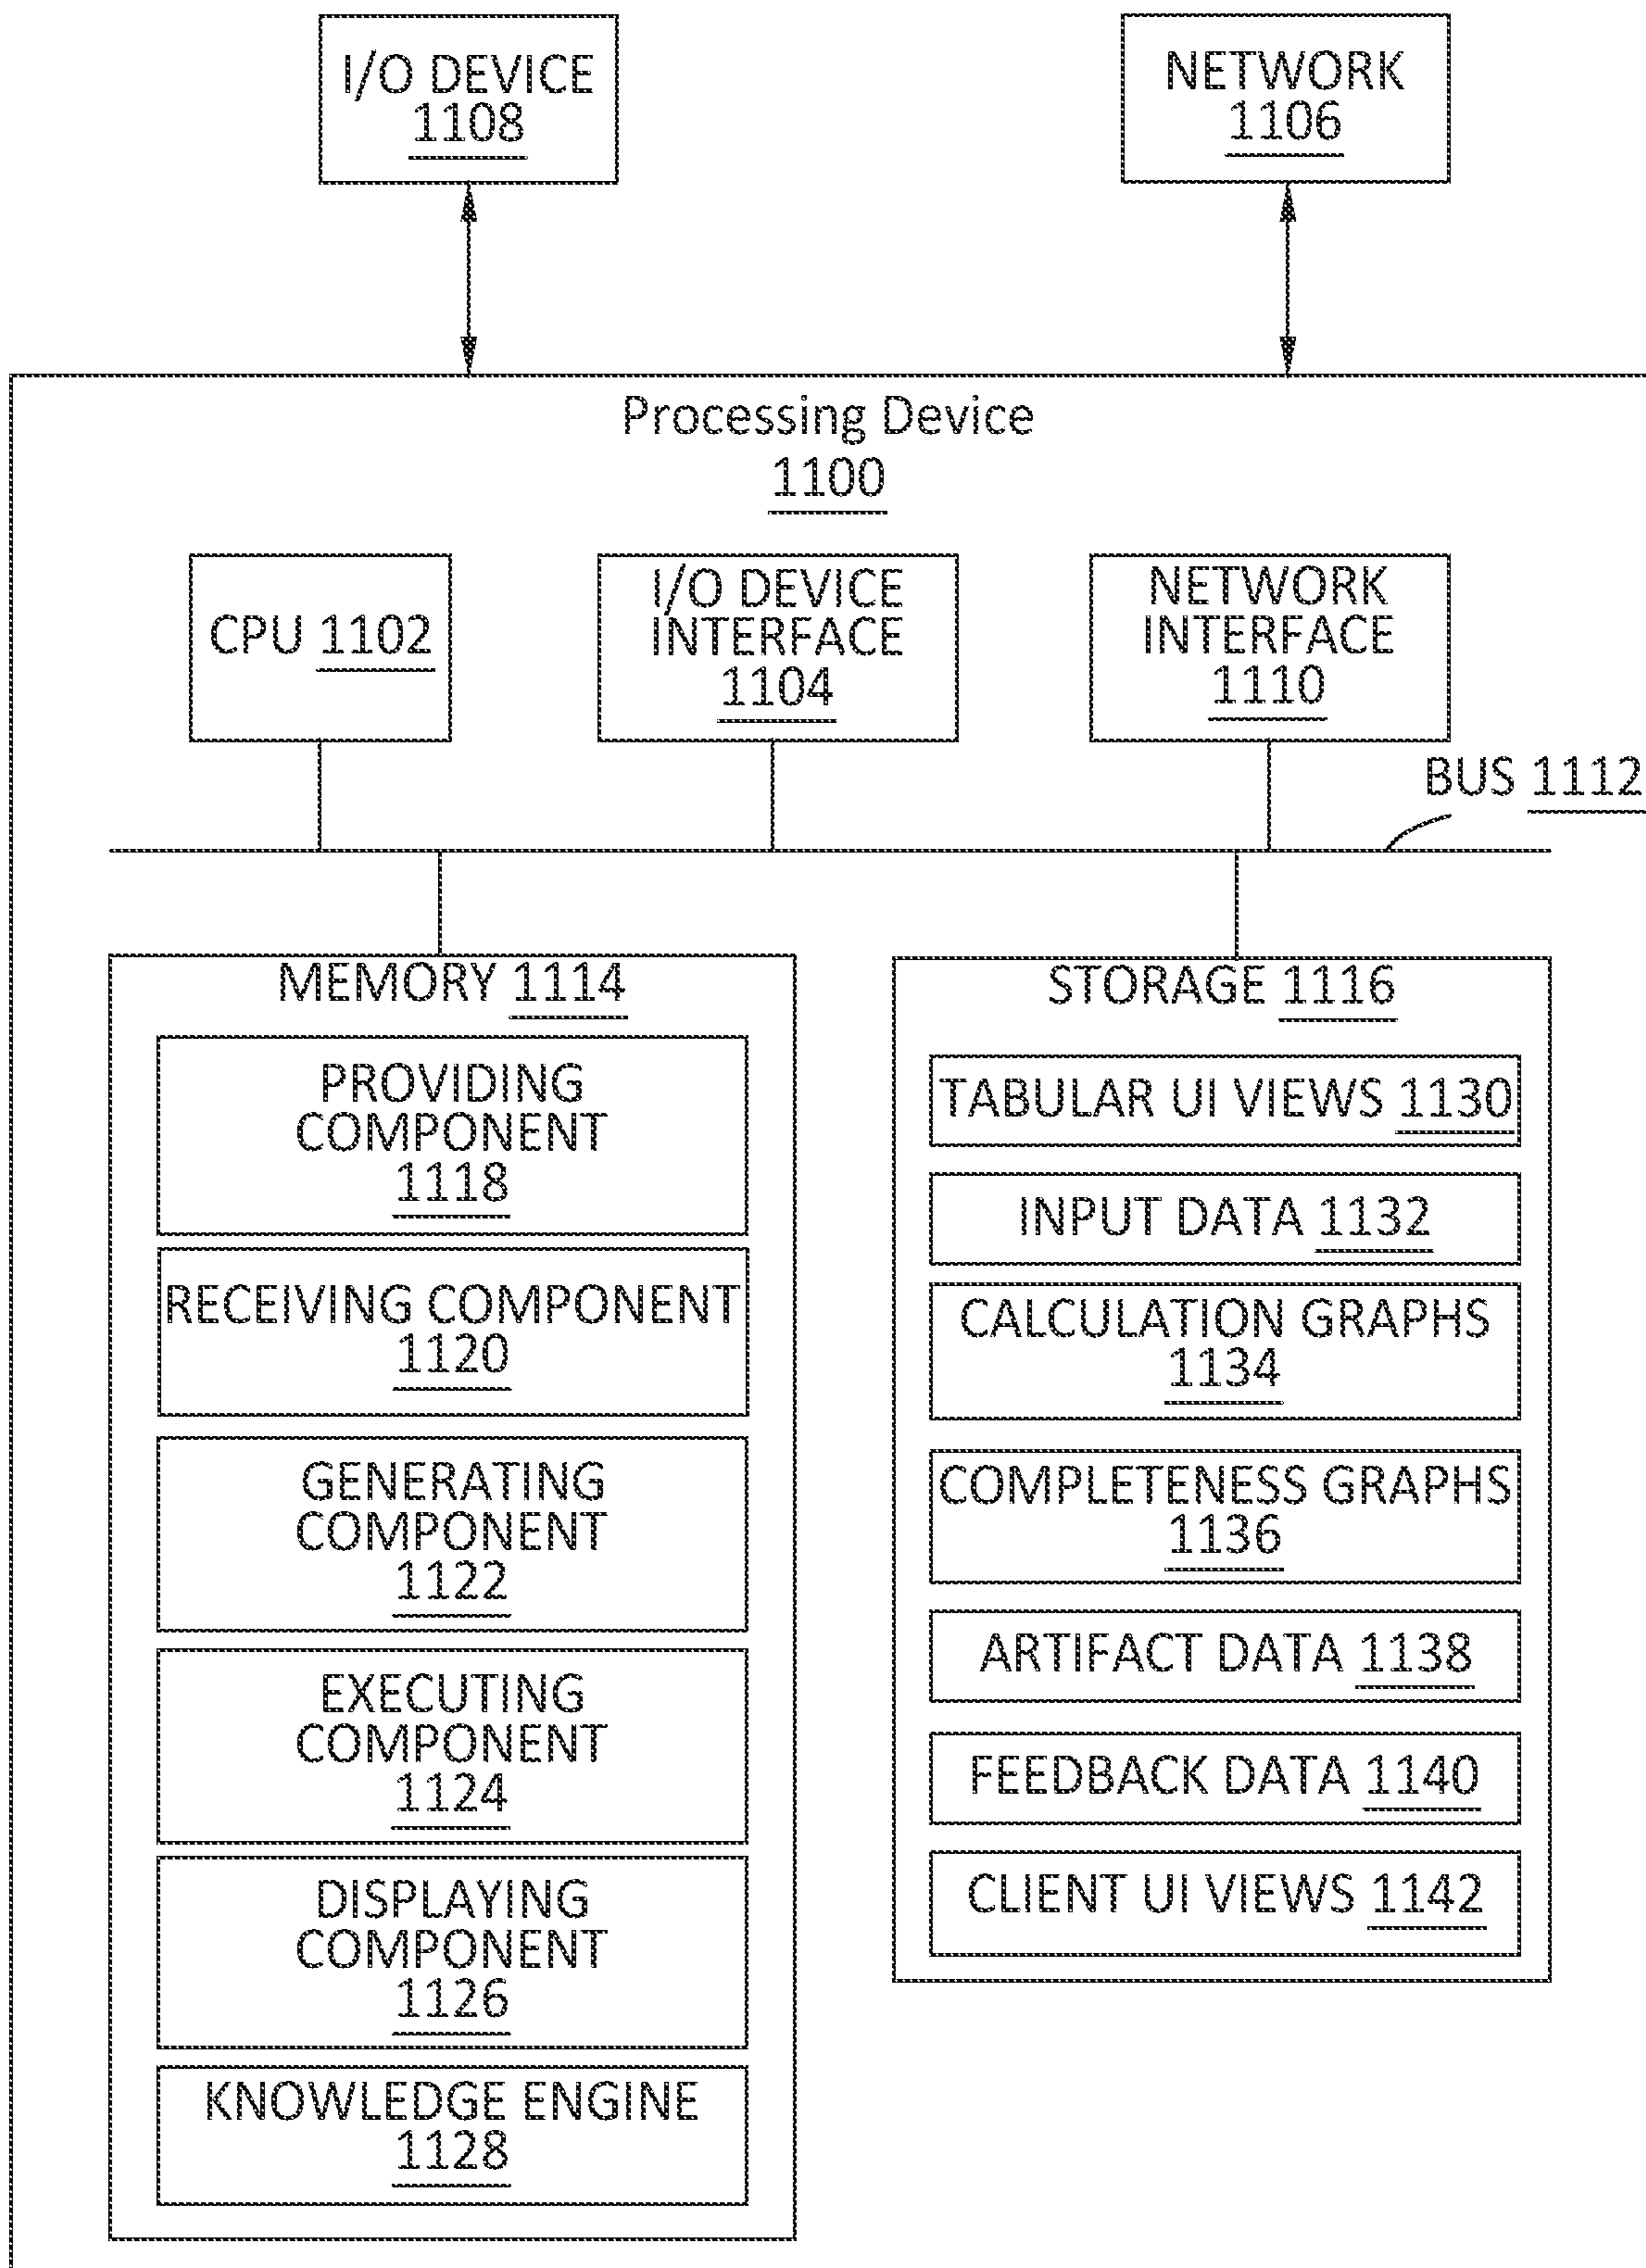 I/O DEVICE
1108
NETWORK
1106
Processing Device
1100
CPU 1102
I/O DEVICE
INTERFACE
1104
NETWORK
INTERFACE
1110
BUS 1112
MEMORY 1114
PROVIDING
COMPONENT
1118
RECEIVING COMPONENT
1120
GENERATING
COMPONENT
1122
EXECUTING
COMPONENT
1124
DISPLAYING
COMPONENT
1126
KNOWLEDGE ENGINE
1128
STORAGE 1116
TABULAR UI VIEWS 1130
INPUT DATA 1132
CALCULATION GRAPHS
1134
COMPLETENESS GRAPHS
1136
ARTIFACT DATA 1138
FEEDBACK DATA 1140
CLIENT UI VIEWS 1142